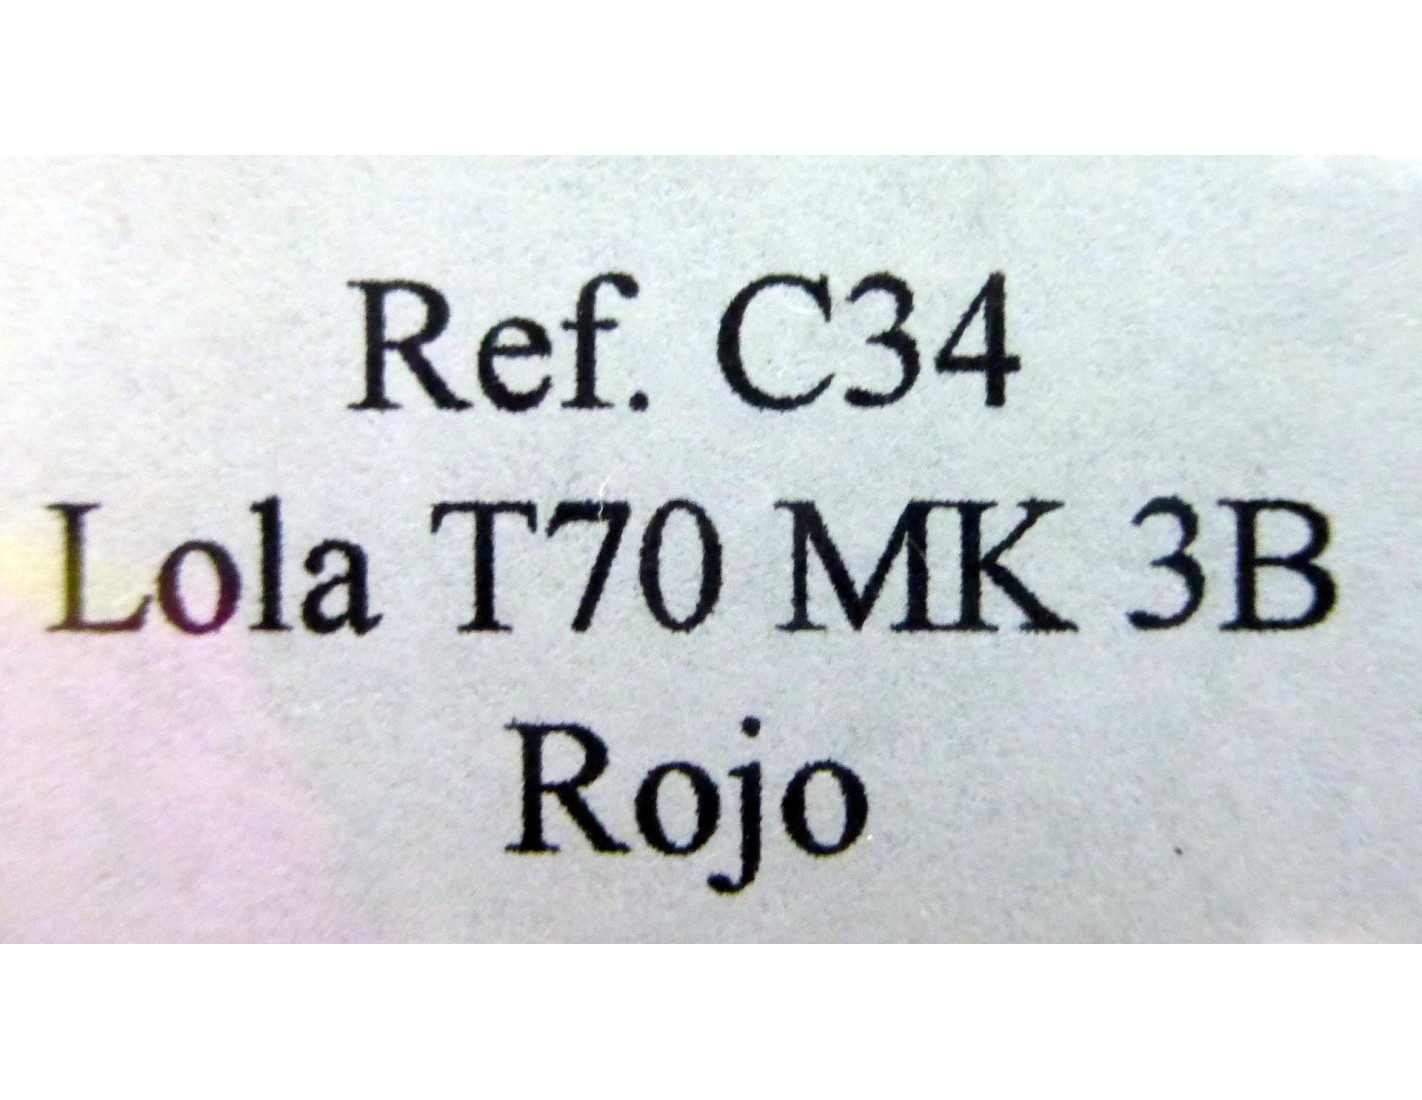 Ref. C34
Lola T70 MK 3B
Rojo